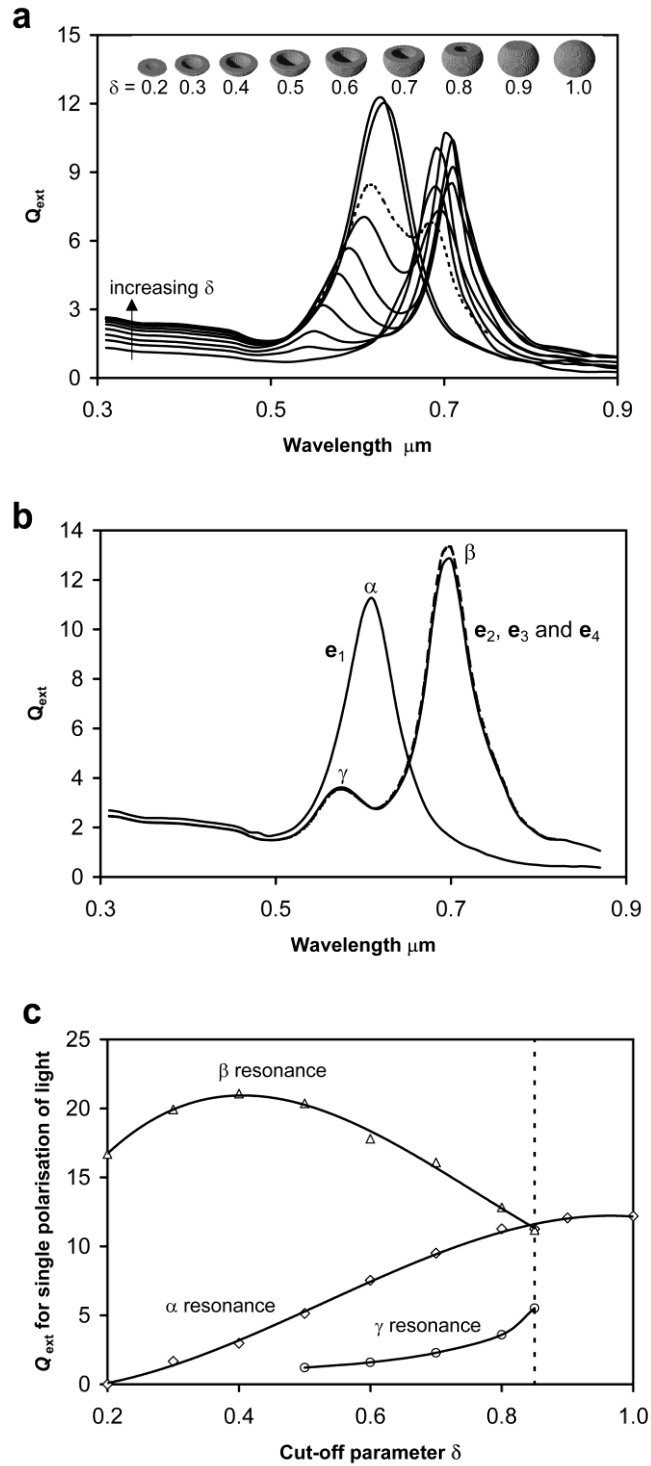 a
15
12
9
6
3
0
Q_ext
δ = 0.2 0.3 0.4 0.5 0.6 0.7 0.8 0.9 1.0
increasing δ
0.3 0.5 0.7 0.9
Wavelength μm
b
14
12
10
8
6
4
2
0
Q_ext
α
β
γ
e₁
e₂, e₃ and e₄
0.3 0.5 0.7 0.9
Wavelength μm
c
25
20
15
10
5
0
Q_ext for single polarisation of light
β resonance
α resonance
γ resonance
0.2 0.4 0.6 0.8 1.0
Cut-off parameter δ